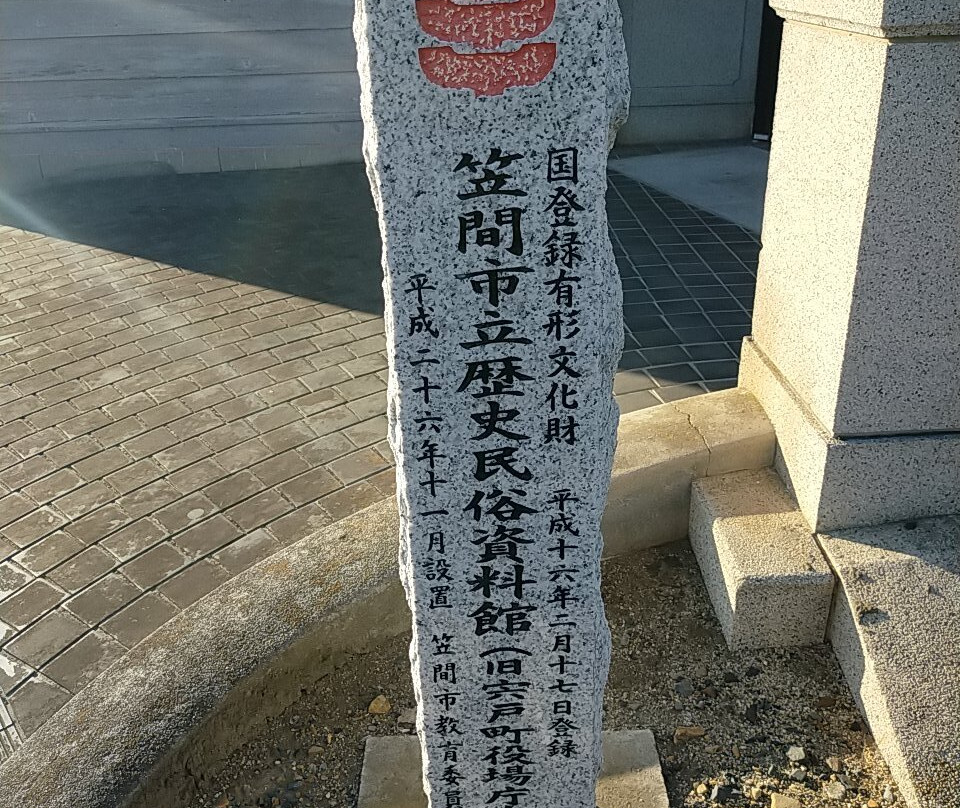 国登録有形文化財 平成十六年二月十七日登録
笠間市立歴史民俗資料館(旧宍戸町役場庁
平成二十六年十一月設置 笠間市教育委員